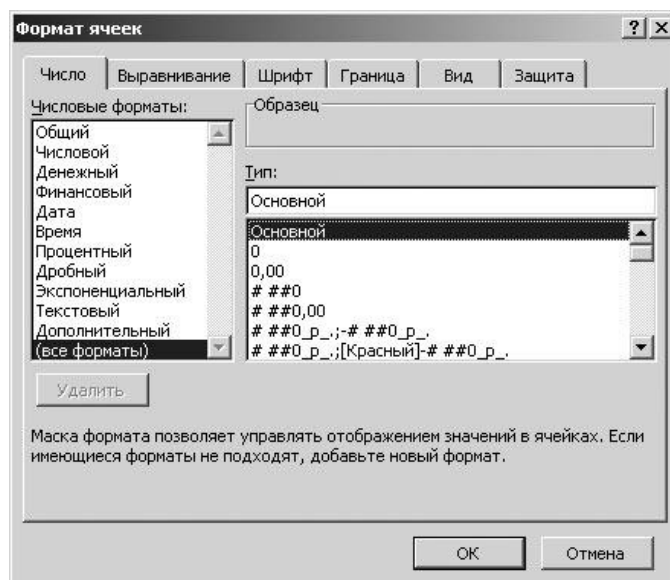 Формат ячеек
Число Выравнивание Шрифт Граница Вид Защита
Числовые форматы:
Общий
Числовой
Денежный
Финансовый
Дата
Время
Процентный
Дробный
Экспоненциальный
Текстовый
Дополнительный
(все форматы)
Образец
Тип:
Основной
Основной
0
0,00
# ##0
# ##0,00
# ##0_р_.;-# ##0_р_.
# ##0_р_.;[Красный]-# ##0_р_.
Удалить
Маска формата позволяет управлять отображением значений в ячейках. Если
имеющиеся форматы не подходят, добавьте новый формат.
ОК Отмена